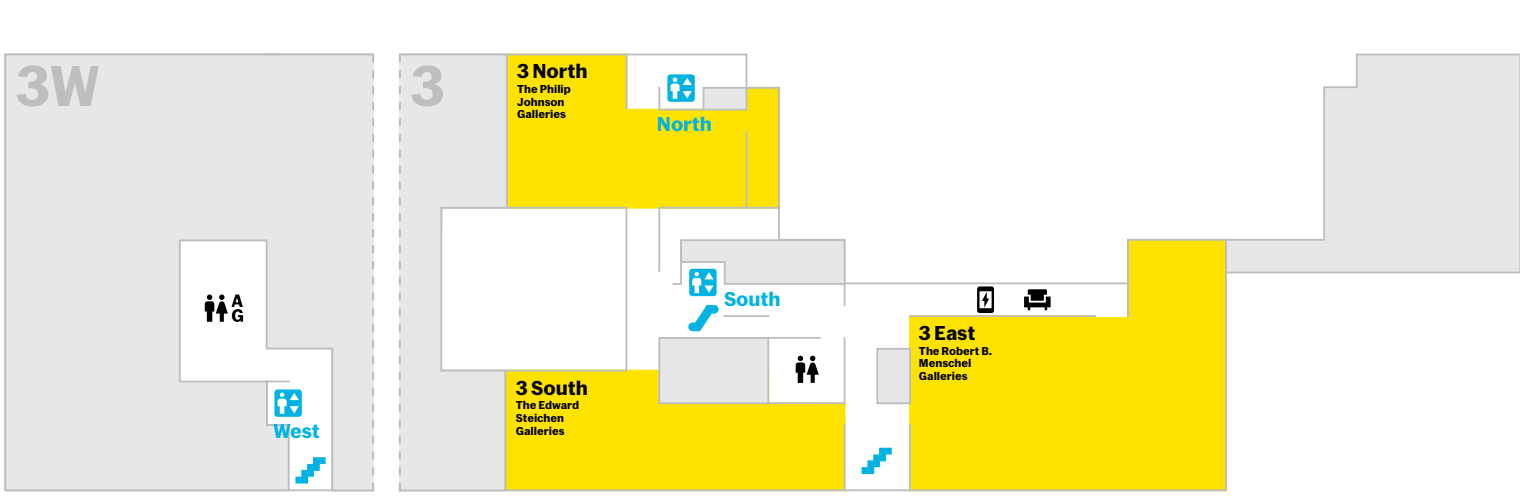 3W
A
G
West
3
3 North
The Philip
Johnson
Galleries
North
South
3 South
The Edward
Steichen
Galleries
3 East
The Robert B.
Menschel
Galleries